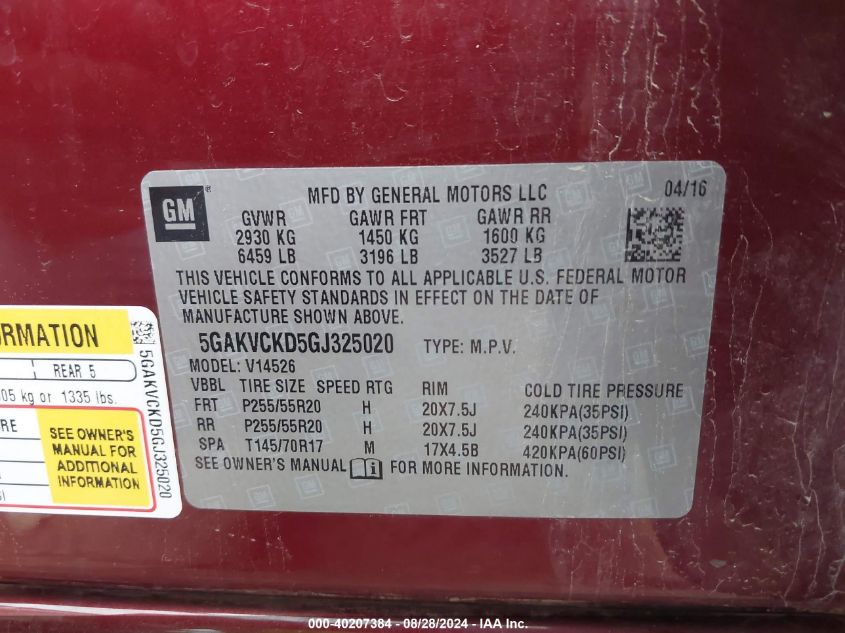 GM ®
MFD BY GENERAL MOTORS LLC 04/16
GVWR GAWR FRT GAWR RR
2930 KG 1450 KG 1600 KG
6459 LB 3196 LB 3527 LB
THIS VEHICLE CONFORMS TO ALL APPLICABLE U.S. FEDERAL MOTOR
VEHICLE SAFETY STANDARDS IN EFFECT ON THE DATE OF
MANUFACTURE SHOWN ABOVE.
5GAKVCKD5GJ325020 TYPE: M.P.V.
MODEL: V14526
VBBL TIRE SIZE SPEED RTG RIM COLD TIRE PRESSURE
FRT P255/55R20 H 20X7.5J 240KPA(35PSI)
RR P255/55R20 H 20X7.5J 240KPA(35PSI)
SPA T145/70R17 M 17X4.5B 420KPA(60PSI)
SEE OWNER'S MANUAL i FOR MORE INFORMATION.
ORMATION
REAR 5
05 kg or 1335 lbs.
RE
SEE OWNER'S
MANUAL FOR
ADDITIONAL
INFORMATION
5GAKVCKD5GJ325020
000-40207384 - 08/28/2024 - IAA Inc.